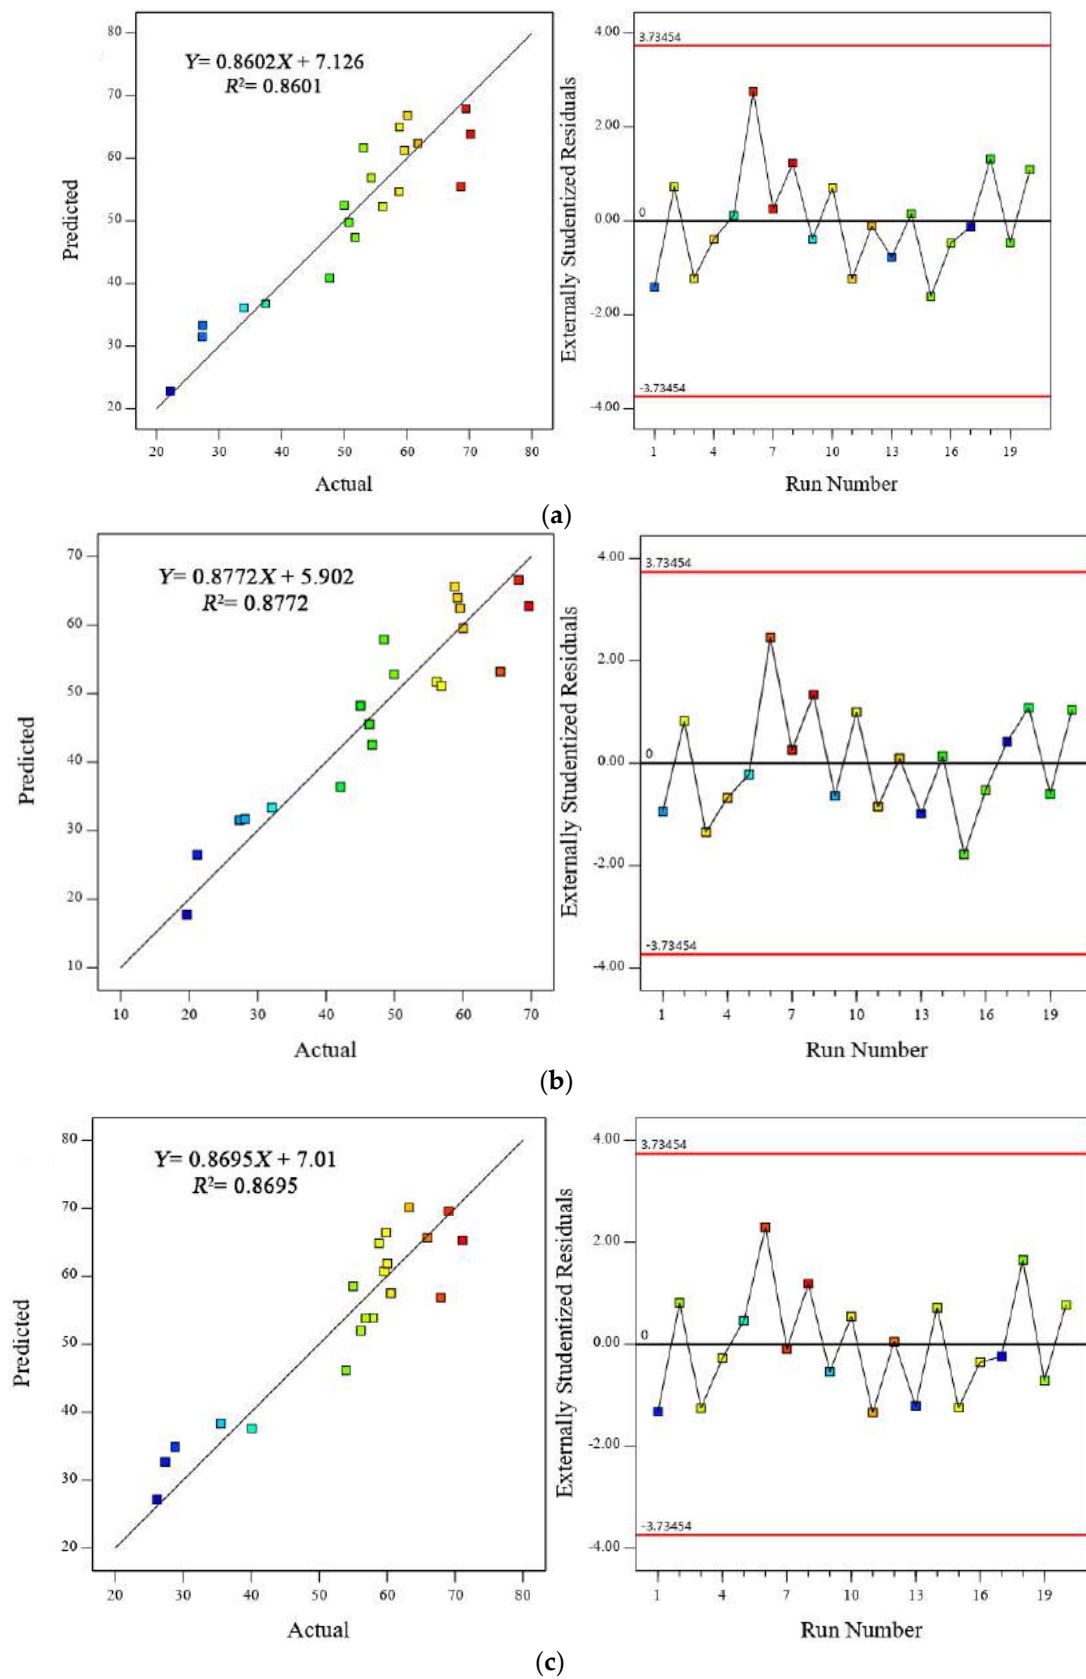 Y= 0.8602X + 7.126
R²= 0.8601
80
70
60
50
40
30
20
Predicted
20 30 40 50 60 70 80
Actual
Externally Studentized Residuals
4.00
2.00
0.00
-2.00
-4.00
3.73454
0
-3.73454
1 4 7 10 13 16 19
Run Number
(a)
Y= 0.8772X + 5.902
R²= 0.8772
70
60
50
40
30
20
10
Predicted
10 20 30 40 50 60 70
Actual
Externally Studentized Residuals
4.00
2.00
0.00
-2.00
-4.00
3.73454
0
-3.73454
1 4 7 10 13 16 19
Run Number
(b)
Y= 0.8695X + 7.01
R²= 0.8695
80
70
60
50
40
30
20
Predicted
20 30 40 50 60 70 80
Actual
Externally Studentized Residuals
4.00
2.00
0.00
-2.00
-4.00
3.73454
0
-3.73454
1 4 7 10 13 16 19
Run Number
(c)